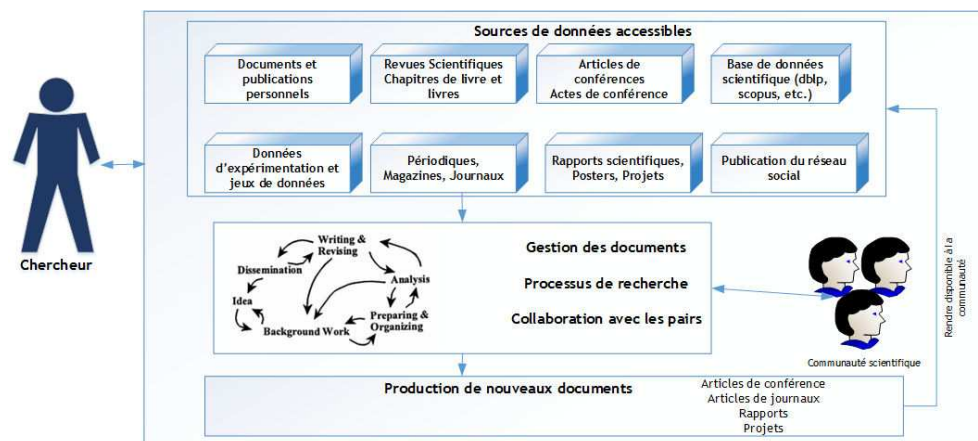 Sources de données accessibles
Documents et
publications
personnels
Revues Scientifiques
Chapitres de livre et
livres
Articles de
conférences
Actes de conférence
Base de données
scientifique (dblp,
scopus, etc.)
Données
d'expérimentation et
jeux de données
Périodiques,
Magazines, Journaux
Rapports scientifiques,
Posters, Projets
Publication du réseau
social
Chercheur
Writing &
Revising
Dissemination
Analysis
Idea
Preparing &
Organizing
Background Work
Gestion des documents
Processus de recherche
Collaboration avec les pairs
Communauté scientifique
Rendre disponible à la
communauté
Production de nouveaux documents
Articles de conférence
Articles de journaux
Rapports
Projets